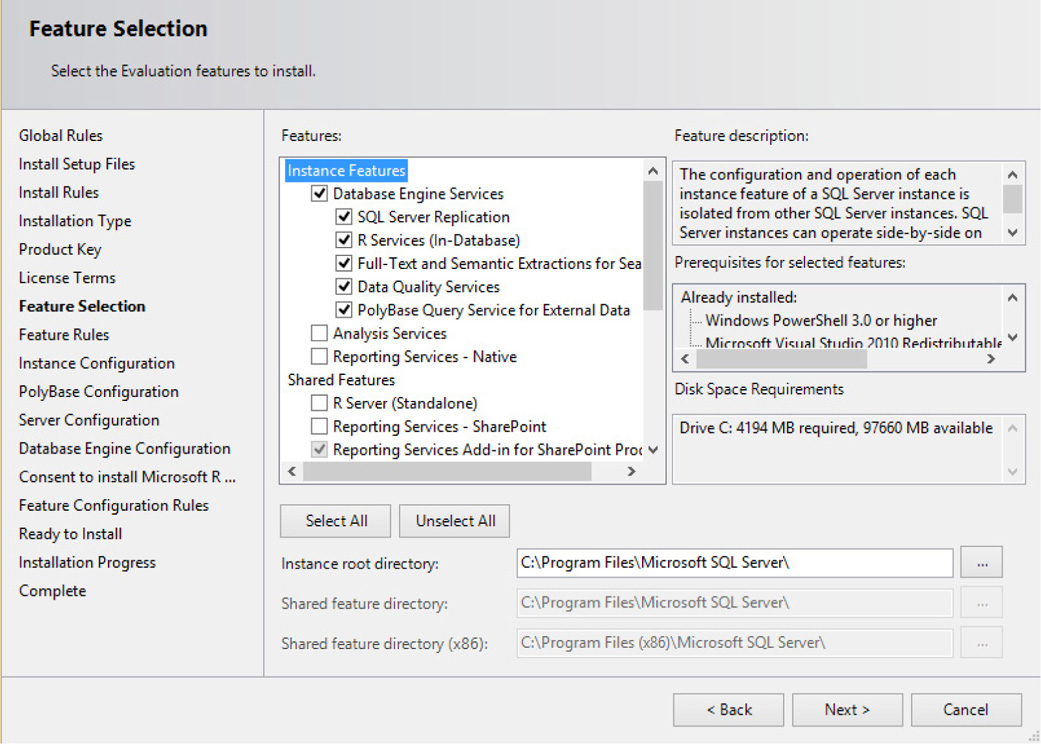 Feature Selection
Select the Evaluation features to install.
Global Rules
Install Setup Files
Install Rules
Installation Type
Product Key
License Terms
Feature Selection
Feature Rules
Instance Configuration
PolyBase Configuration
Server Configuration
Database Engine Configuration
Consent to install Microsoft R ...
Feature Configuration Rules
Ready to Install
Installation Progress
Complete
Features:
Instance Features
Database Engine Services
SQL Server Replication
R Services (In-Database)
Full-Text and Semantic Extractions for Sea
Data Quality Services
PolyBase Query Service for External Data
Analysis Services
Reporting Services - Native
Shared Features
R Server (Standalone)
Reporting Services - SharePoint
Reporting Services Add-in for SharePoint Proc
Feature description:
The configuration and operation of each
instance feature of a SQL Server instance is
isolated from other SQL Server instances. SQL
Server instances can operate side-by-side on
Prerequisites for selected features:
Already installed:
Windows PowerShell 3.0 or higher
Microsoft Visual Studio 2010 Redistributable
Disk Space Requirements
Drive C: 4194 MB required, 97660 MB available
Select All
Unselect All
Instance root directory:
C:\Program Files\Microsoft SQL Server\
...
Shared feature directory:
C:\Program Files\Microsoft SQL Server\
...
Shared feature directory (x86):
C:\Program Files (x86)\Microsoft SQL Server\
...
< Back
Next >
Cancel